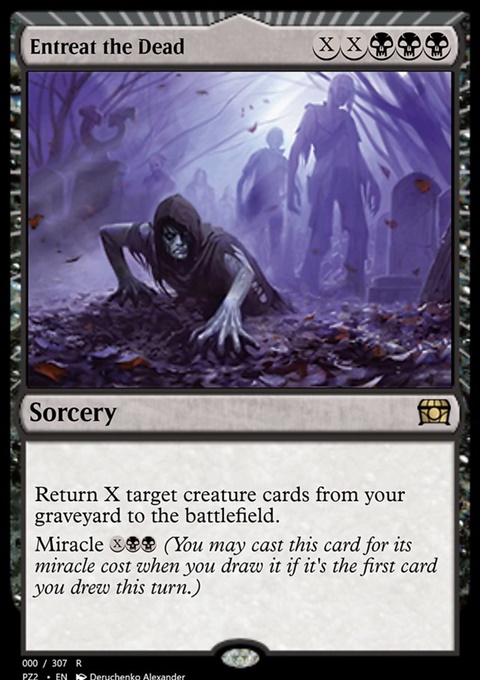 Entreat the Dead XX
Sorcery
Return X target creature cards from your
graveyard to the battlefield.
Miracle X (You may cast this card for its
miracle cost when you draw it if it's the first card
you drew this turn.)
000 / 307 R
PZ2 • EN Deruchenko Alexander